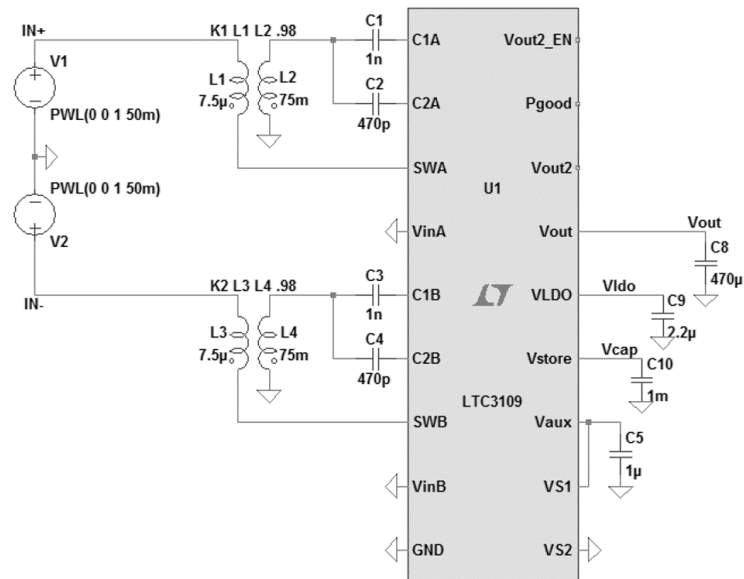 IN+
V1
PWL(0 0 1 50m)
PWL(0 0 1 50m)
V2
IN-
K1 L1 L2 .98
L1
7.5µ
L2
75m
C1
1n
C2
470p
K2 L3 L4 .98
L3
7.5µ
L4
75m
C3
1n
C4
470p
C1A
C2A
SWA
VinA
C1B
C2B
SWB
VinB
GND
U1
LTC3109
Vout2_EN
Pgood
Vout2
Vout
VLDO
Vstore
Vaux
VS1
VS2
Vout
C8
470µ
Vldo
C9
2.2µ
Vcap
C10
1m
C5
1µ